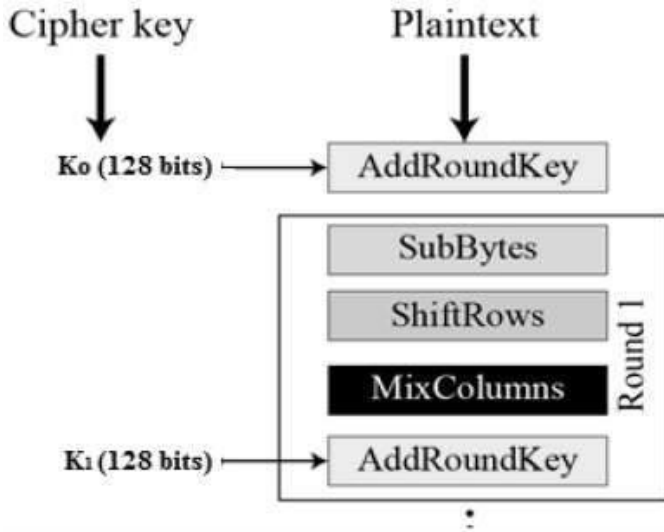 Cipher key
Plaintext
K0 (128 bits)
AddRoundKey
SubBytes
ShiftRows
MixColumns
Round 1
K1 (128 bits)
AddRoundKey